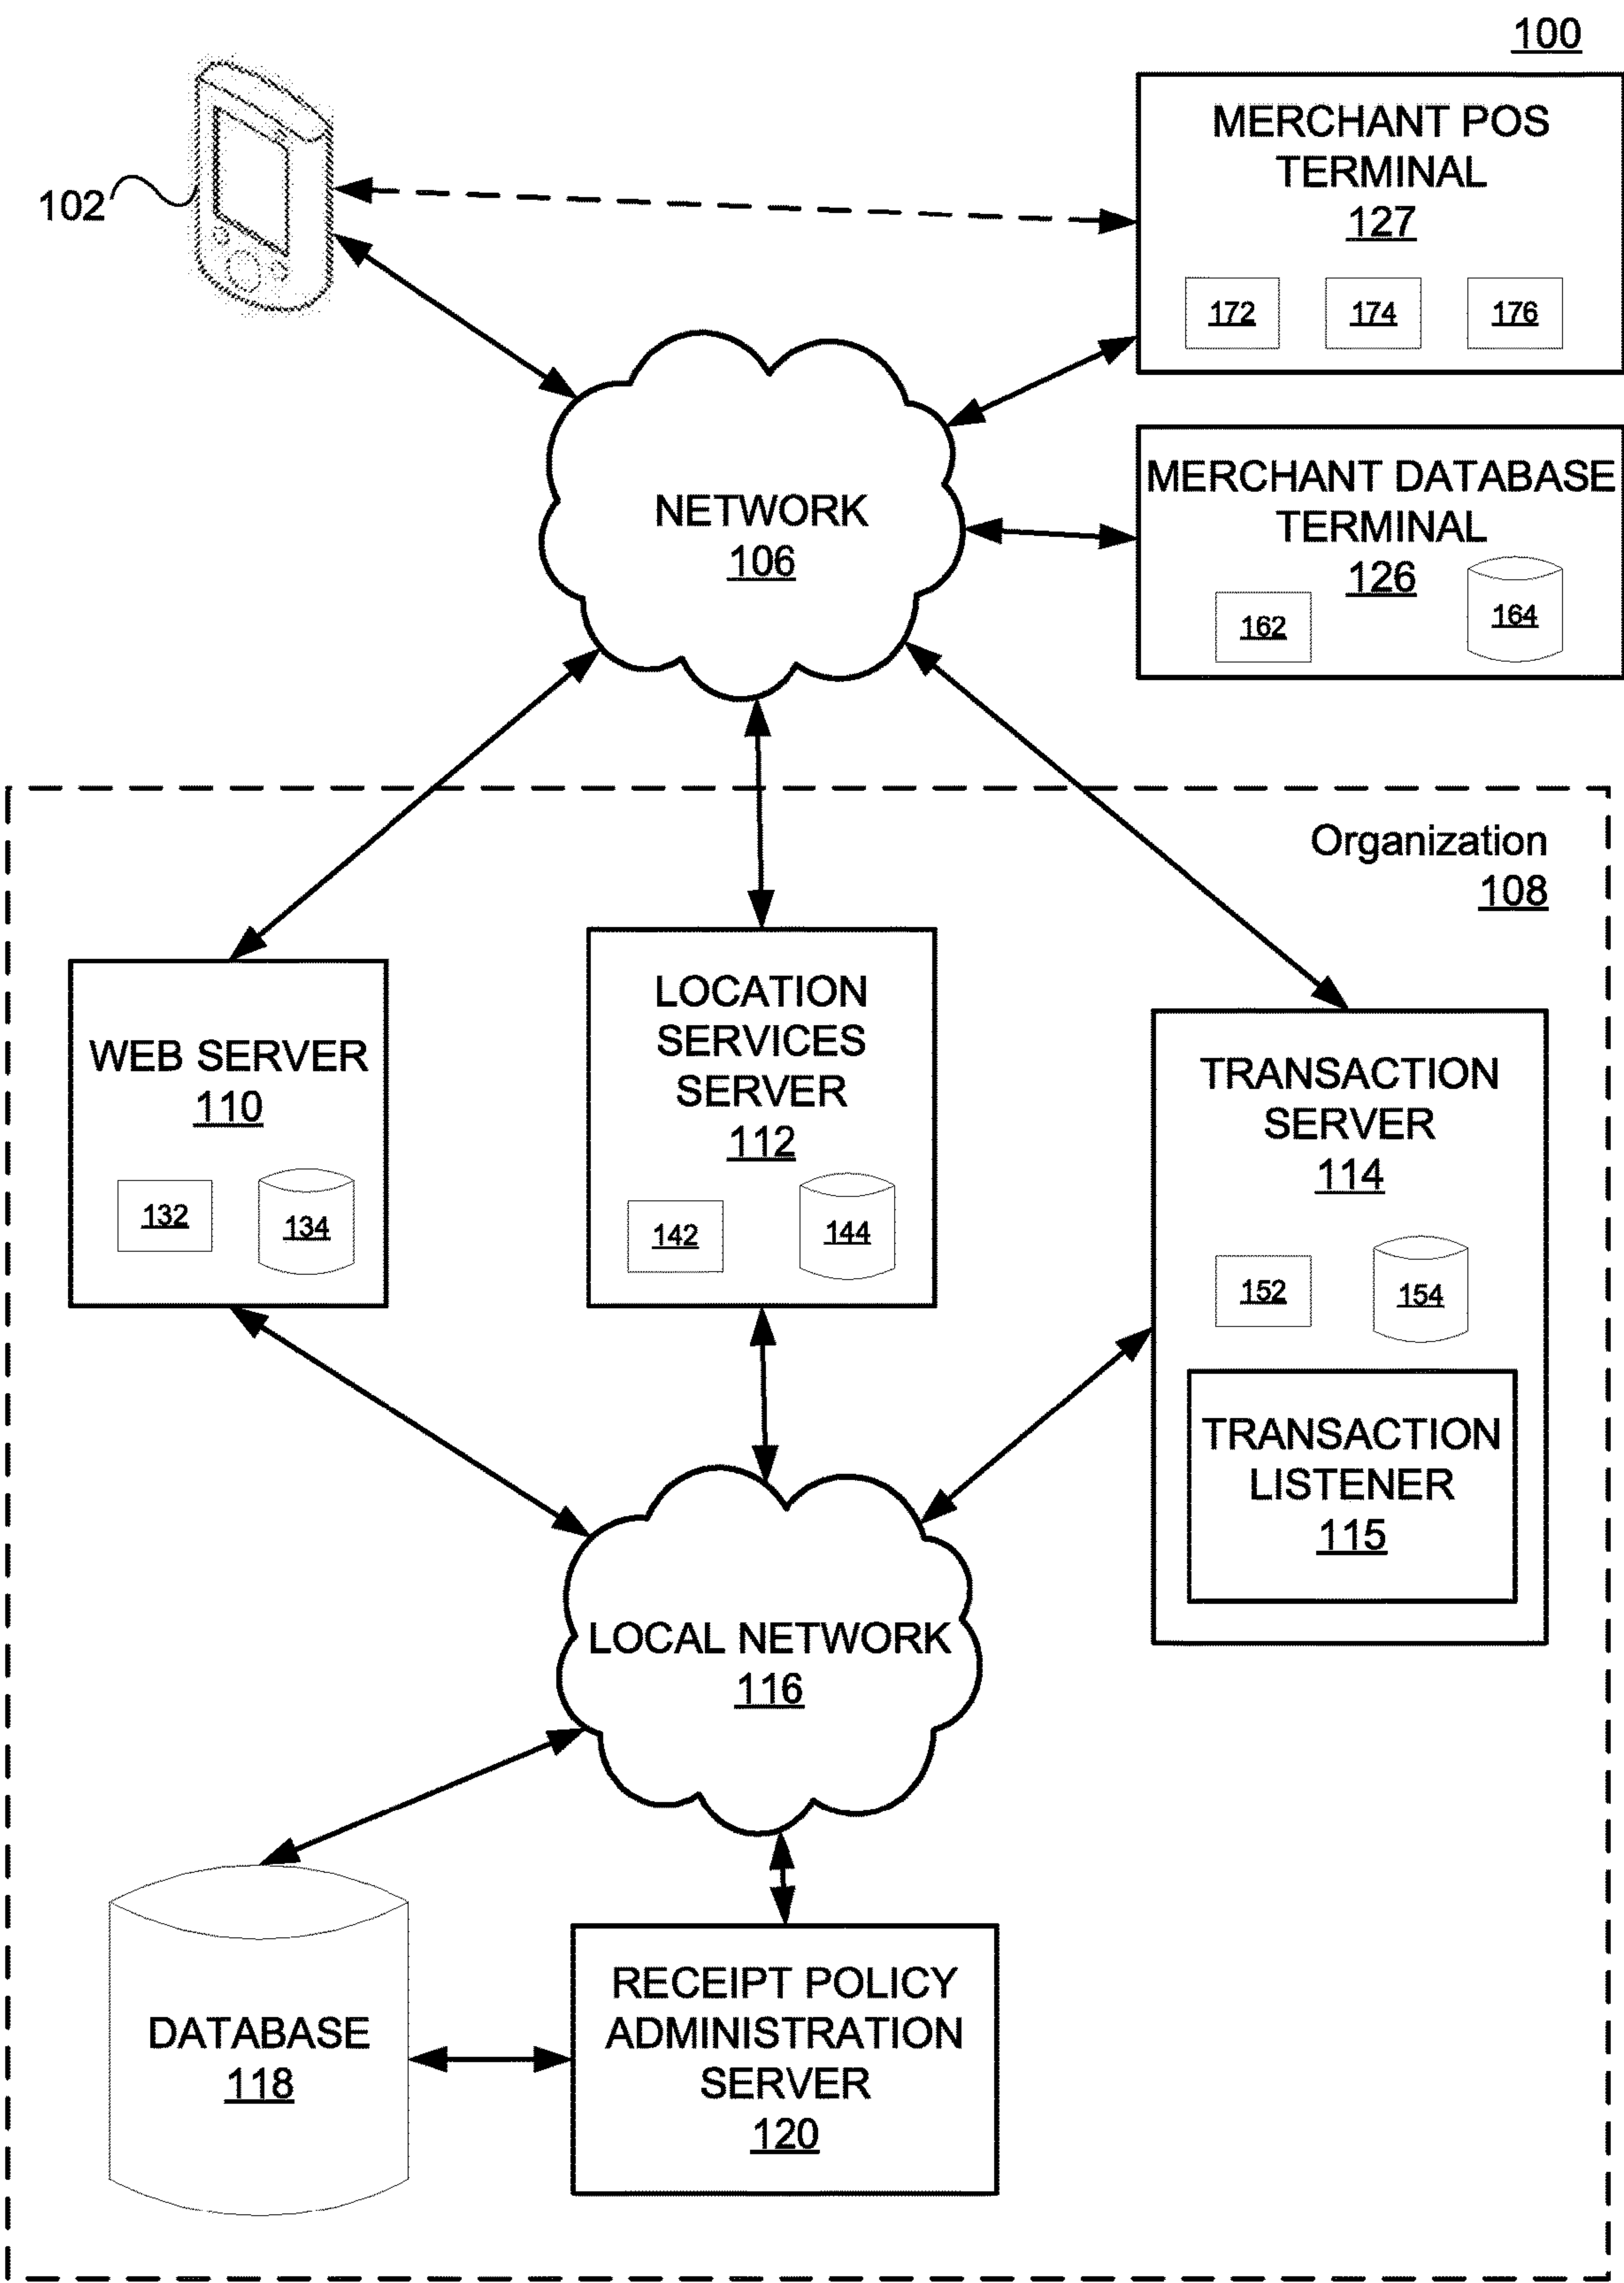 100
102
MERCHANT POS
TERMINAL
127
172
174
176
NETWORK
106
MERCHANT DATABASE
TERMINAL
126
162
164
Organization
108
WEB SERVER
110
132
134
LOCATION
SERVICES
SERVER
112
142
144
TRANSACTION
SERVER
114
152
154
TRANSACTION
LISTENER
115
LOCAL NETWORK
116
DATABASE
118
RECEIPT POLICY
ADMINISTRATION
SERVER
120